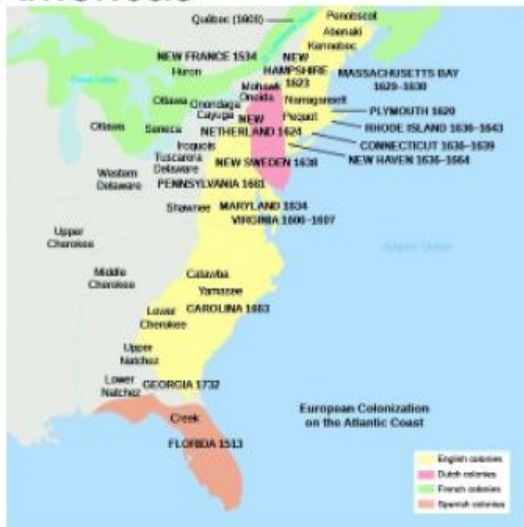 Québec (1608)
Penobscot
Abenaki
Kennebec
NEW FRANCE 1534
NEW
HAMPSHIRE
1623
Huron
MASSACHUSETTS BAY
1629–1630
Mohawk
Oneida
Ottawa
Onondaga
Narragansett
Cayuga
NEW
Pequot
PLYMOUTH 1620
Ottawa
Seneca
NETHERLAND 1624
RHODE ISLAND 1636–1643
Iroquois
CONNECTICUT 1636–1639
Tuscarora
NEW SWEDEN 1638
NEW HAVEN 1636–1664
Delaware
Western
Delaware
PENNSYLVANIA 1681
Shawnee
MARYLAND 1634
VIRGINIA 1606–1607
Upper
Cherokee
Atlantic Ocean
Middle
Cherokee
Catawba
Yamasee
Lower
Cherokee
CAROLINA 1663
Upper
Natchez
Lower
Natchez
GEORGIA 1732
Creek
European Colonization
on the Atlantic Coast
FLORIDA 1513
English colonies
Dutch colonies
French colonies
Spanish colonies